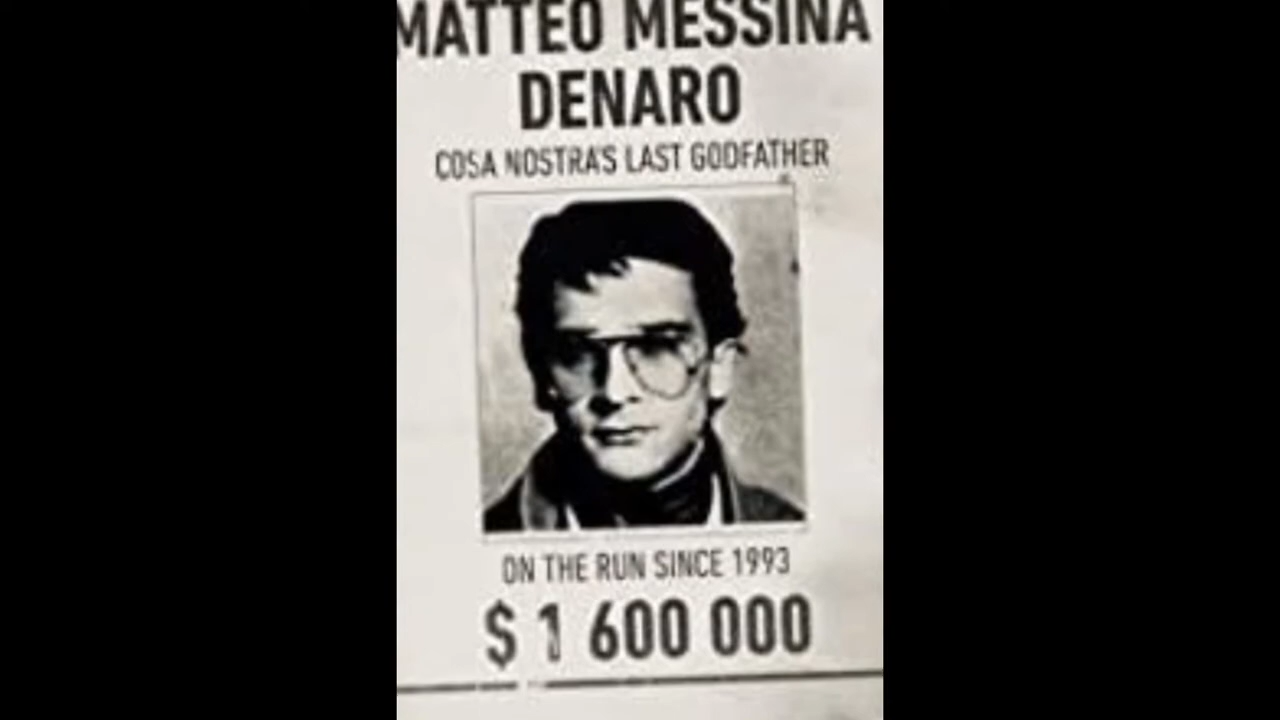 MATTEO MESSINA
DENARO
COSA NOSTRA'S LAST GODFATHER
ON THE RUN SINCE 1993
$ 1 600 000